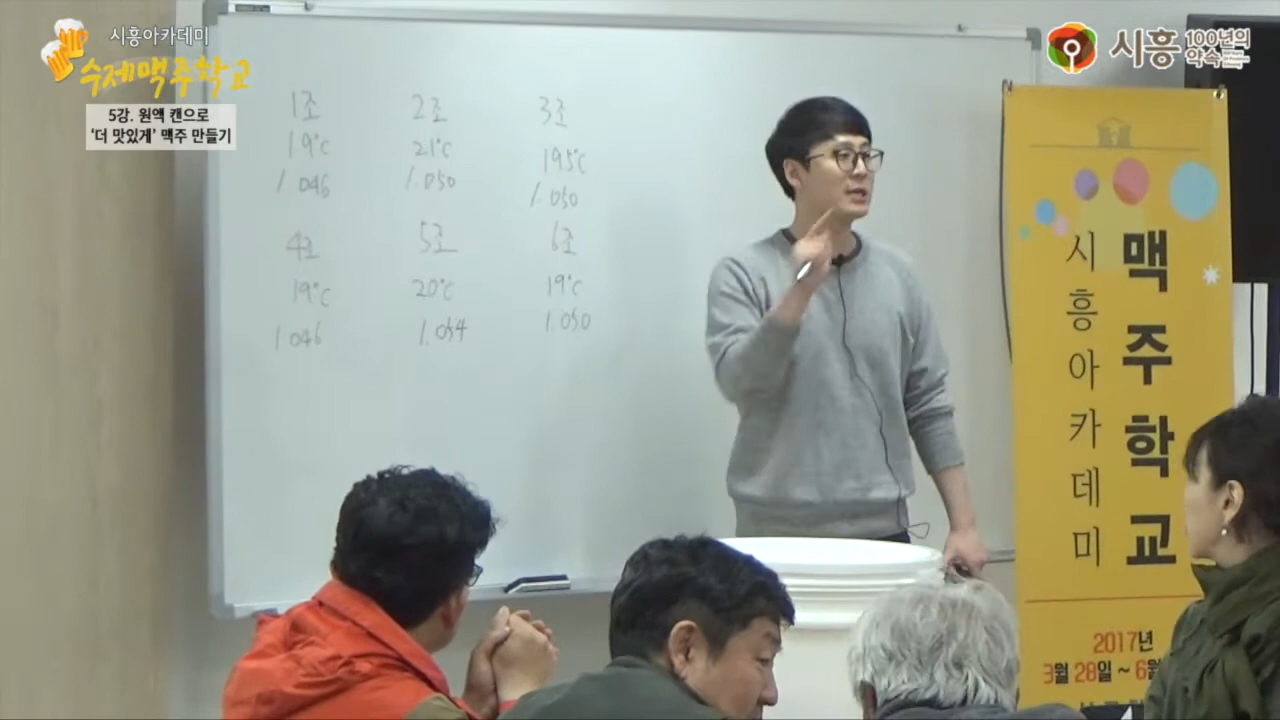 시흥아카데미
수제맥주학교
5강. 원액 캔으로
‘더 맛있게’ 맥주 만들기
시흥 100년의
약속
1조 2조 3조
19°C 21°C 19.5°C
1.046 1.050 1.050
4조 5조 6조
19°C 20°C 19°C
1.046 1.054 1.050
시흥아카데미
맥주학교
2017년
3월 28일 ~ 6월